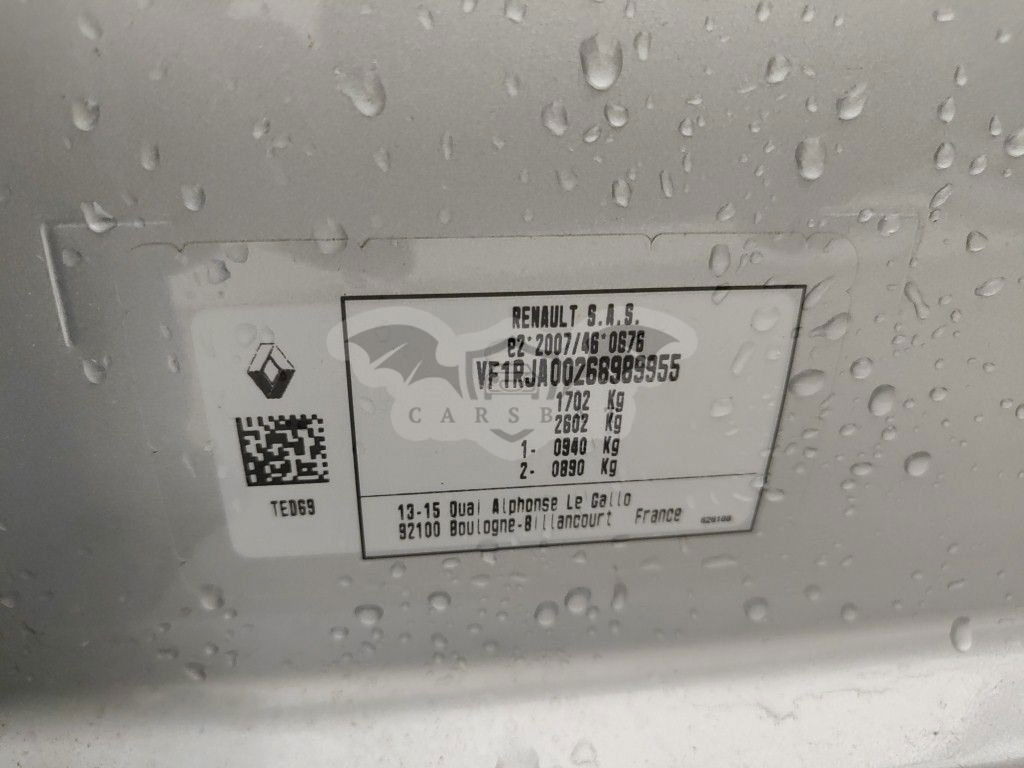 RENAULT S.A.S.
e2*2007/46*0676
VF1RJA00268989955
1702 Kg
2602 Kg
1- 0940 Kg
2- 0890 Kg
TED69
13-15 Quai Alphonse Le Gallo
92100 Boulogne-Billancourt France
CARSB